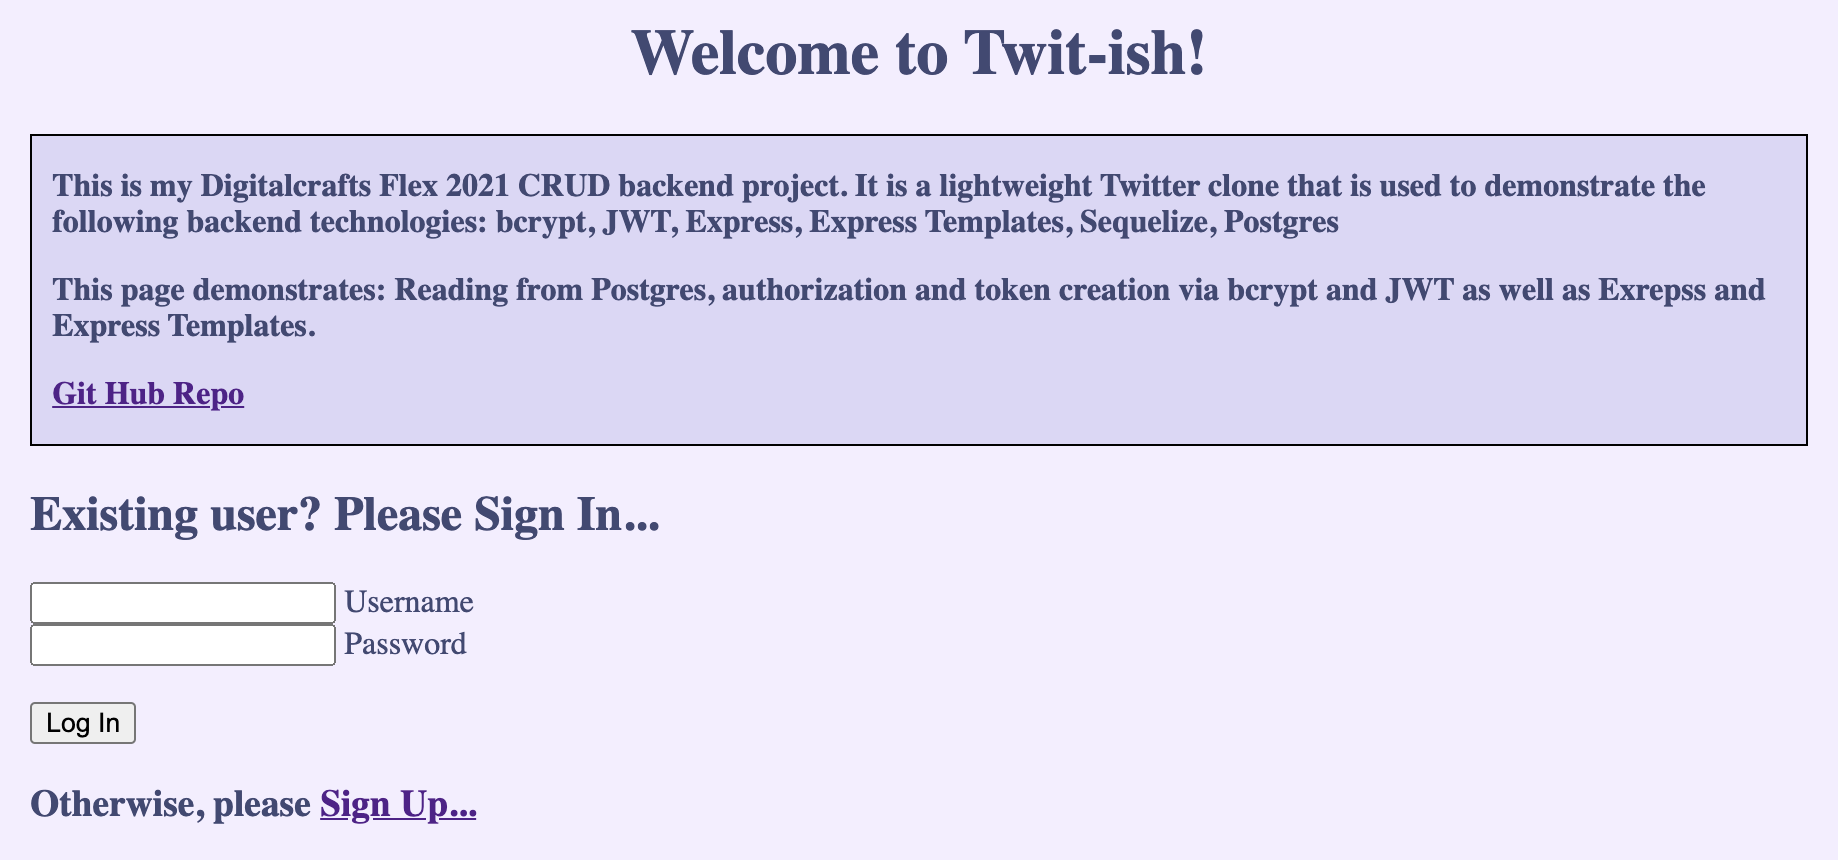 Welcome to Twit-ish!
This is my Digitalcrafts Flex 2021 CRUD backend project. It is a lightweight Twitter clone that is used to demonstrate the
following backend technologies: bcrypt, JWT, Express, Express Templates, Sequelize, Postgres
This page demonstrates: Reading from Postgres, authorization and token creation via bcrypt and JWT as well as Exrepss and
Express Templates.
Git Hub Repo
Existing user? Please Sign In...
Username
Password
Log In
Otherwise, please Sign Up...